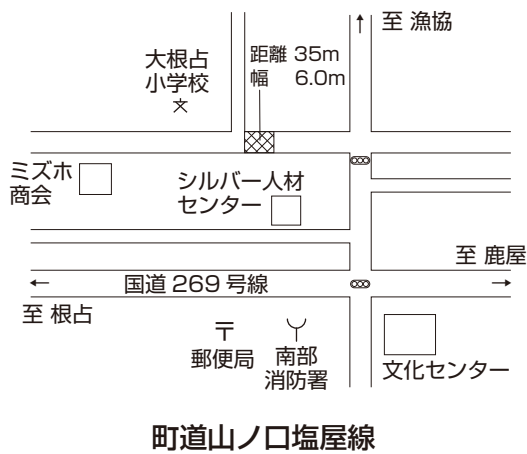 至 漁協
大根占
小学校
距離 35m
幅 6.0m
ミズホ
商会
シルバー人材
センター
至 鹿屋
国道 269 号線
至 根占
郵便局
南部
消防署
文化センター
町道山ノ口塩屋線